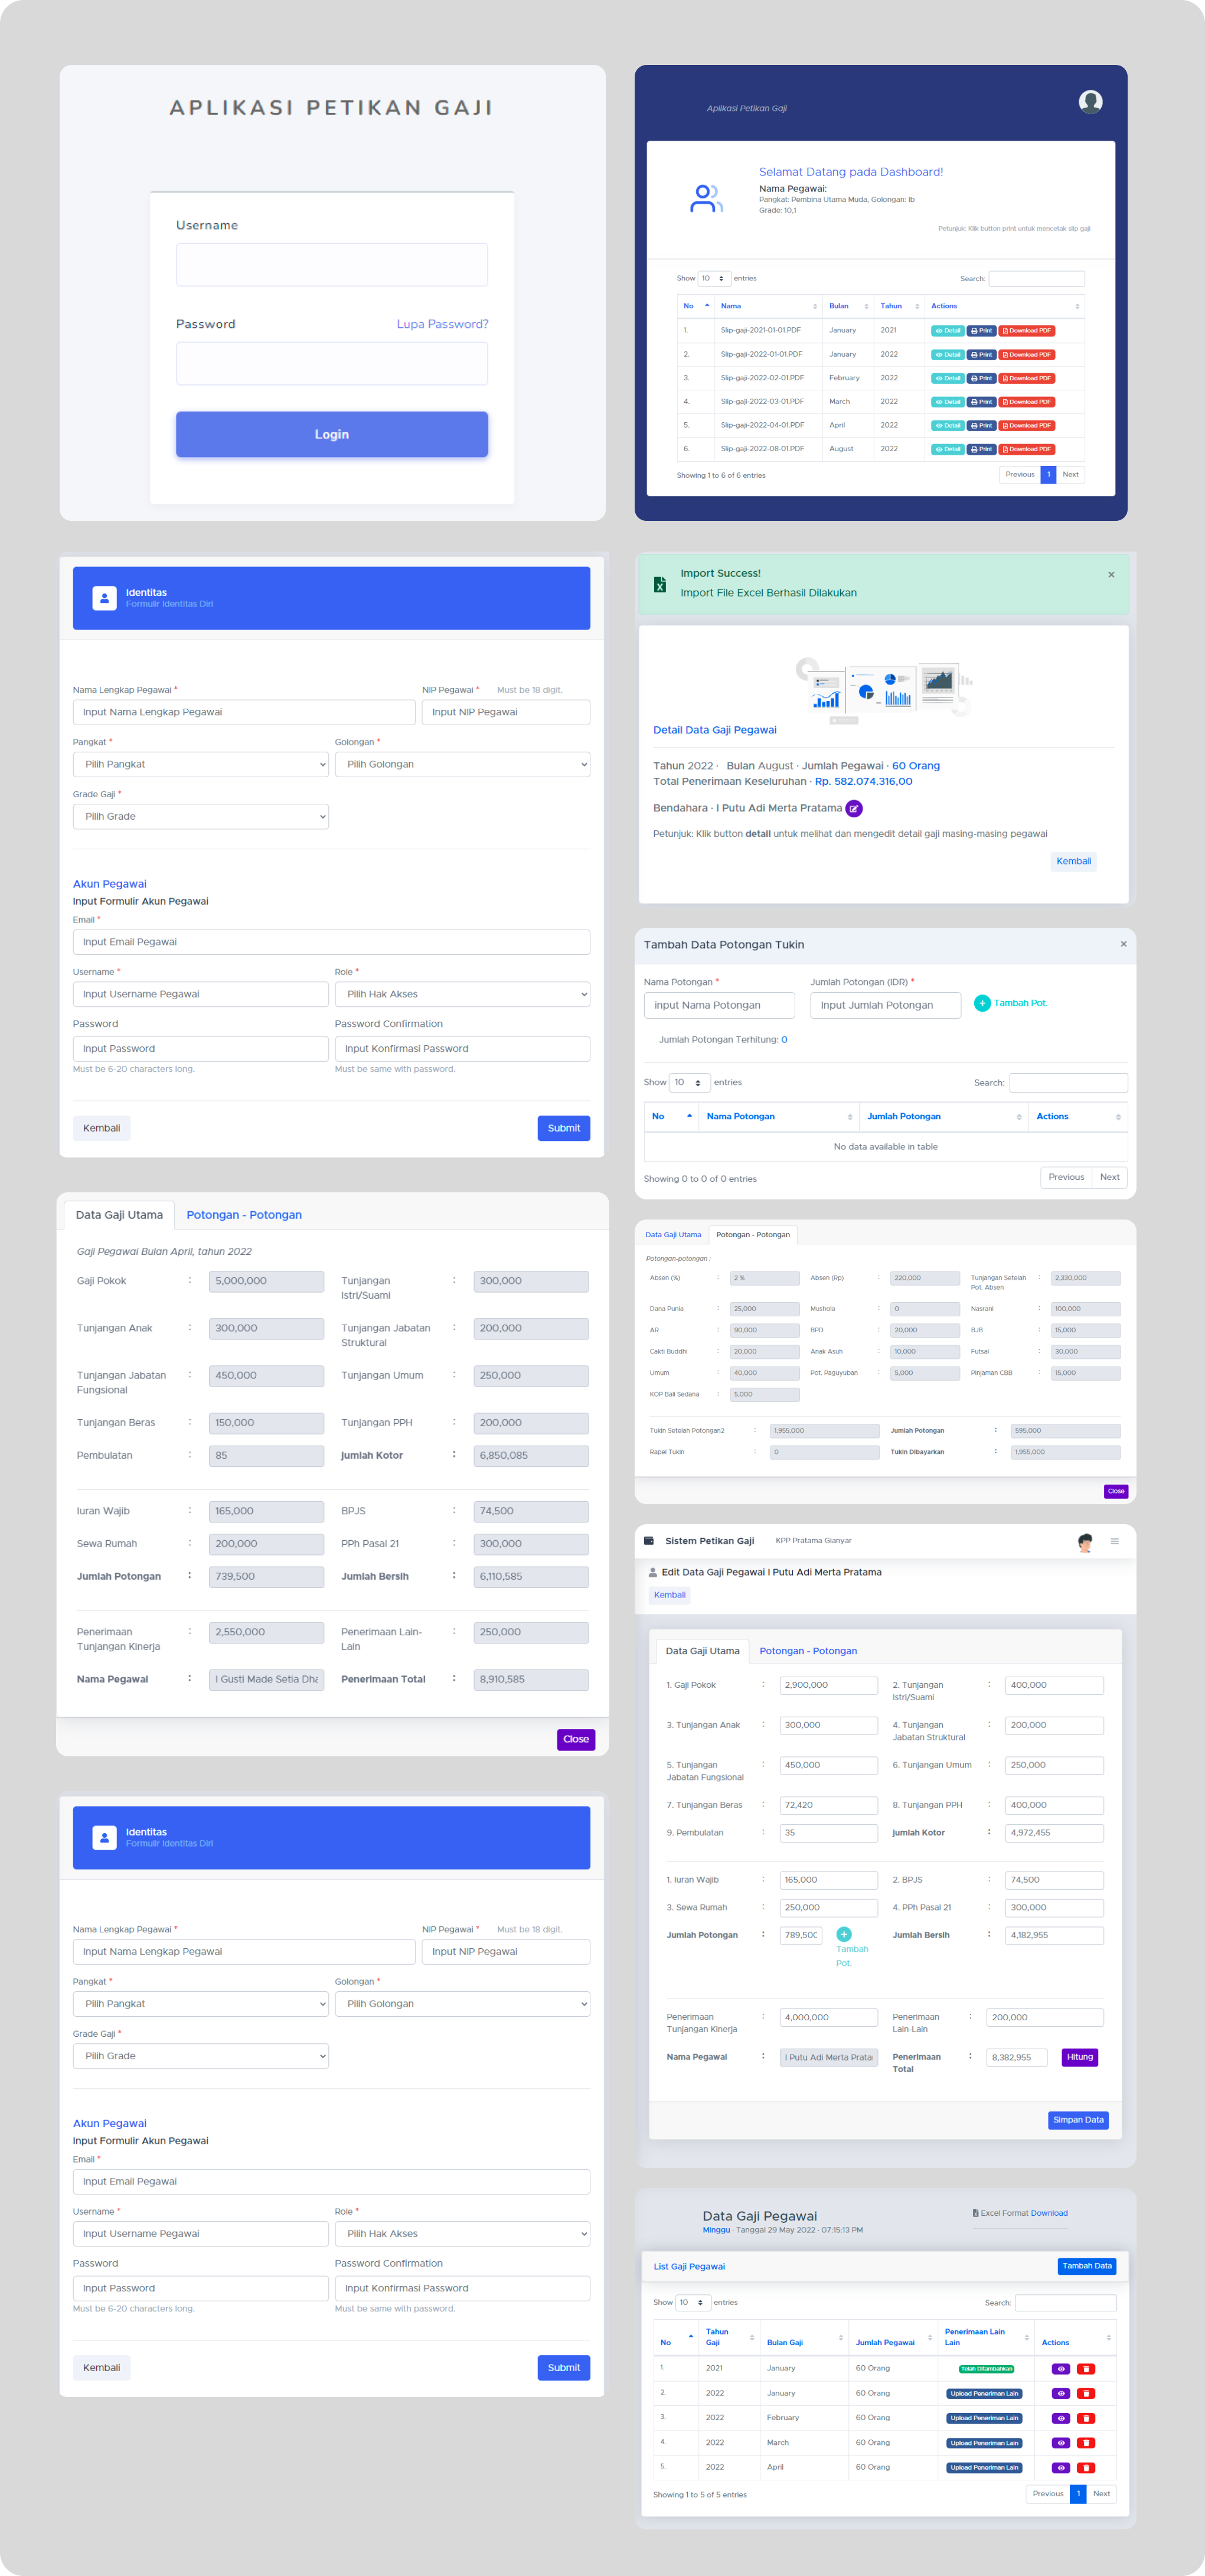 APLIKASI PETIKAN GAJI
Username
Password Lupa Password?
Login
Aplikasi Petikan Gaji
Selamat Datang pada Dashboard!
Nama Pegawai:
Pangkat: Pembina Utama Muda, Golongan: Ib
Grade: 10,1
Petunjuk: Klik button print untuk mencetak slip gaji
Show 10 entries Search:
No Nama Bulan Tahun Actions
1. Slip-gaji-2021-01-01.PDF January 2021 Detail Print Download PDF
2. Slip-gaji-2022-01-01.PDF January 2022 Detail Print Download PDF
3. Slip-gaji-2022-02-01.PDF February 2022 Detail Print Download PDF
4. Slip-gaji-2022-03-01.PDF March 2022 Detail Print Download PDF
5. Slip-gaji-2022-04-01.PDF April 2022 Detail Print Download PDF
6. Slip-gaji-2022-08-01.PDF August 2022 Detail Print Download PDF
Showing 1 to 6 of 6 entries Previous 1 Next
Identitas
Formulir Identitas Diri
Nama Lengkap Pegawai * NIP Pegawai * Must be 18 digit.
Input Nama Lengkap Pegawai Input NIP Pegawai
Pangkat * Golongan *
Pilih Pangkat Pilih Golongan
Grade Gaji *
Pilih Grade
Akun Pegawai
Input Formulir Akun Pegawai
Email *
Input Email Pegawai
Username * Role *
Input Username Pegawai Pilih Hak Akses
Password Password Confirmation
Input Password Input Konfirmasi Password
Must be 6-20 characters long. Must be same with password.
Kembali Submit
Import Success! ×
Import File Excel Berhasil Dilakukan
Detail Data Gaji Pegawai
Tahun 2022 · Bulan August · Jumlah Pegawai · 60 Orang
Total Penerimaan Keseluruhan · Rp. 582.074.316,00
Bendahara · I Putu Adi Merta Pratama
Petunjuk: Klik button detail untuk melihat dan mengedit detail gaji masing-masing pegawai
Kembali
Tambah Data Potongan Tukin ×
Nama Potongan * Jumlah Potongan (IDR) *
input Nama Potongan Input Jumlah Potongan + Tambah Pot.
Jumlah Potongan Terhitung: 0
Show 10 entries Search:
No Nama Potongan Jumlah Potongan Actions
No data available in table
Showing 0 to 0 of 0 entries Previous Next
Data Gaji Utama Potongan - Potongan
Gaji Pegawai Bulan April, tahun 2022
Gaji Pokok : 5,000,000 Tunjangan Istri/Suami : 300,000
Tunjangan Anak : 300,000 Tunjangan Jabatan Struktural : 200,000
Tunjangan Jabatan Fungsional : 450,000 Tunjangan Umum : 250,000
Tunjangan Beras : 150,000 Tunjangan PPH : 200,000
Pembulatan : 85 jumlah Kotor : 6,850,085
Iuran Wajib : 165,000 BPJS : 74,500
Sewa Rumah : 200,000 PPh Pasal 21 : 300,000
Jumlah Potongan : 739,500 Jumlah Bersih : 6,110,585
Penerimaan Tunjangan Kinerja : 2,550,000 Penerimaan Lain-Lain : 250,000
Nama Pegawai : I Gusti Made Setia Dha Penerimaan Total : 8,910,585
Close
Data Gaji Utama Potongan - Potongan
Potongan-potongan :
Absen (%) : 2 % Absen (Rp) : 220,000 Tunjangan Setelah Pot. Absen : 2,330,000
Dana Punia : 25,000 Mushola : 0 Nasrani : 100,000
AR : 90,000 BPD : 20,000 BJB : 15,000
Cakti Buddhi : 20,000 Anak Asuh : 10,000 Futsal : 30,000
Umum : 40,000 Pot. Paguyuban : 5,000 Pinjaman CBB : 15,000
KOP Bali Sedana : 5,000
Tukin Setelah Potongan2 : 1,955,000 Jumlah Potongan : 595,000
Rapel Tukin : 0 Tukin Dibayarkan : 1,955,000
Close
Sistem Petikan Gaji KPP Pratama Gianyar
Edit Data Gaji Pegawai I Putu Adi Merta Pratama
Kembali
Data Gaji Utama Potongan - Potongan
1. Gaji Pokok : 2,900,000 2. Tunjangan Istri/Suami : 400,000
3. Tunjangan Anak : 300,000 4. Tunjangan Jabatan Struktural : 200,000
5. Tunjangan Jabatan Fungsional : 450,000 6. Tunjangan Umum : 250,000
7. Tunjangan Beras : 72,420 8. Tunjangan PPH : 400,000
9. Pembulatan : 35 jumlah Kotor : 4,972,455
1. Iuran Wajib : 165,000 2. BPJS : 74,500
3. Sewa Rumah : 250,000 4. PPh Pasal 21 : 300,000
Jumlah Potongan : 789,500 + Tambah Pot. Jumlah Bersih : 4,182,955
Penerimaan Tunjangan Kinerja : 4,000,000 Penerimaan Lain-Lain : 200,000
Nama Pegawai : I Putu Adi Merta Prata Penerimaan Total : 8,382,955 Hitung
Simpan Data
Identitas
Formulir Identitas Diri
Nama Lengkap Pegawai * NIP Pegawai * Must be 18 digit.
Input Nama Lengkap Pegawai Input NIP Pegawai
Pangkat * Golongan *
Pilih Pangkat Pilih Golongan
Grade Gaji *
Pilih Grade
Akun Pegawai
Input Formulir Akun Pegawai
Email *
Input Email Pegawai
Username * Role *
Input Username Pegawai Pilih Hak Akses
Password Password Confirmation
Input Password Input Konfirmasi Password
Must be 6-20 characters long. Must be same with password.
Kembali Submit
Data Gaji Pegawai Excel Format Download
Minggu · Tanggal 29 May 2022 · 07:15:13 PM
List Gaji Pegawai Tambah Data
Show 10 entries Search:
No Tahun Gaji Bulan Gaji Jumlah Pegawai Penerimaan Lain Lain Actions
1. 2021 January 60 Orang Telah Ditambahkan
2. 2022 January 60 Orang Upload Peneriman Lain
3. 2022 February 60 Orang Upload Peneriman Lain
4. 2022 March 60 Orang Upload Peneriman Lain
5. 2022 April 60 Orang Upload Peneriman Lain
Showing 1 to 5 of 5 entries Previous 1 Next